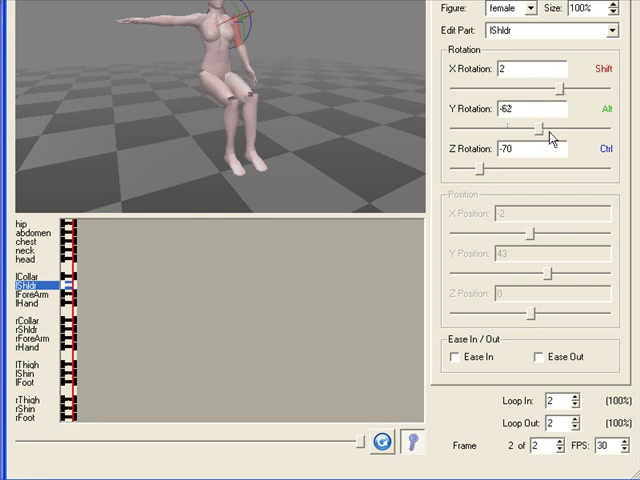 Figure: female Size: 100%
Edit Part: lShldr
Rotation
X Rotation: 2 Shift
Y Rotation: -62 Alt
Z Rotation: -70 Ctrl
Position
X Position: -2
Y Position: 43
Z Position: 0
Ease In / Out
Ease In Ease Out
Loop In: 2 (100%)
Loop Out: 2 (100%)
Frame 2 of 2 FPS: 30
hip
abdomen
chest
neck
head
lCollar
lShldr
lForeArm
lHand
rCollar
rShldr
rForeArm
rHand
lThigh
lShin
lFoot
rThigh
rShin
rFoot